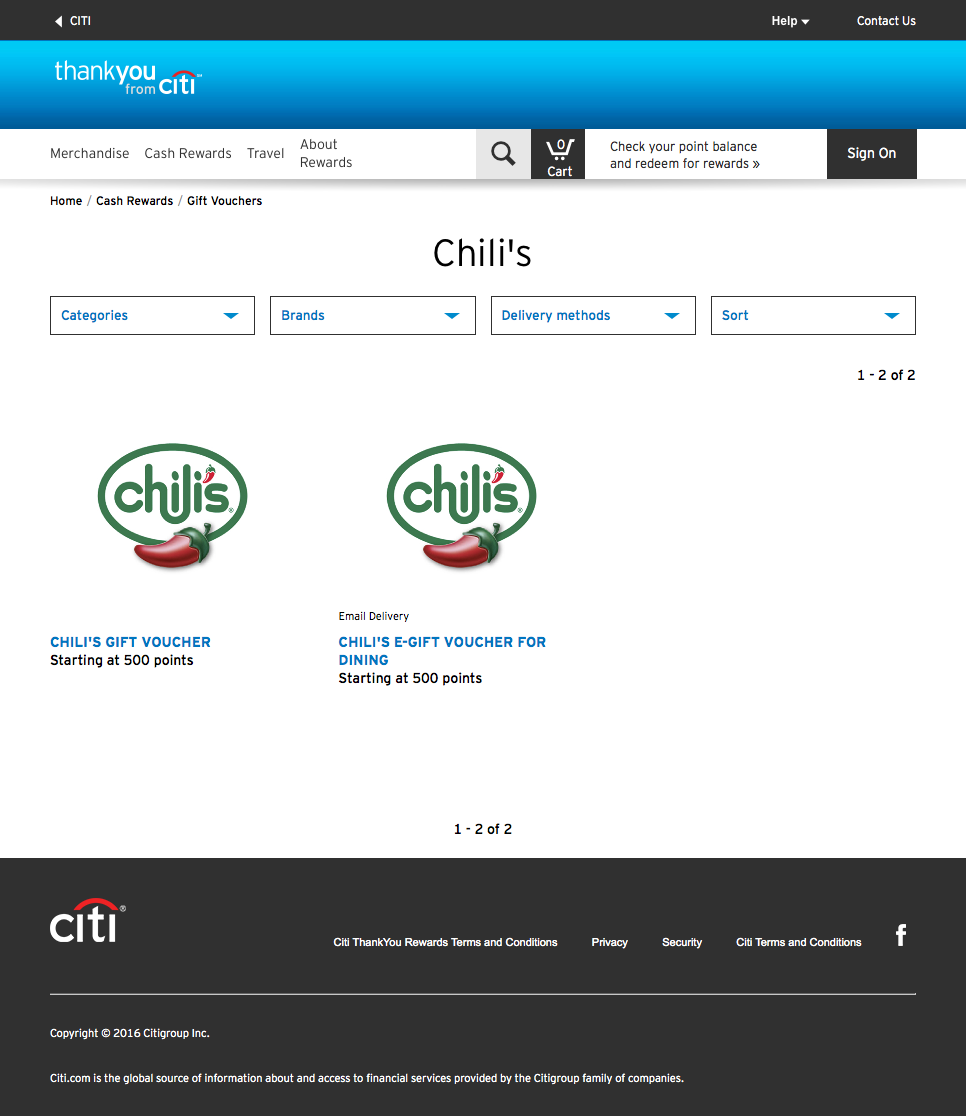 CITI
Help
Contact Us
thankyou
from citi
Merchandise
Cash Rewards
Travel
About
Rewards
0
Cart
Check your point balance
and redeem for rewards »
Sign On
Home / Cash Rewards / Gift Vouchers
Chili's
Categories
Brands
Delivery methods
Sort
1 - 2 of 2
chili's®
chili's®
Email Delivery
CHILI'S GIFT VOUCHER
Starting at 500 points
CHILI'S E-GIFT VOUCHER FOR
DINING
Starting at 500 points
1 - 2 of 2
citi®
Citi ThankYou Rewards Terms and Conditions
Privacy
Security
Citi Terms and Conditions
f
Copyright © 2016 Citigroup Inc.
Citi.com is the global source of information about and access to financial services provided by the Citigroup family of companies.